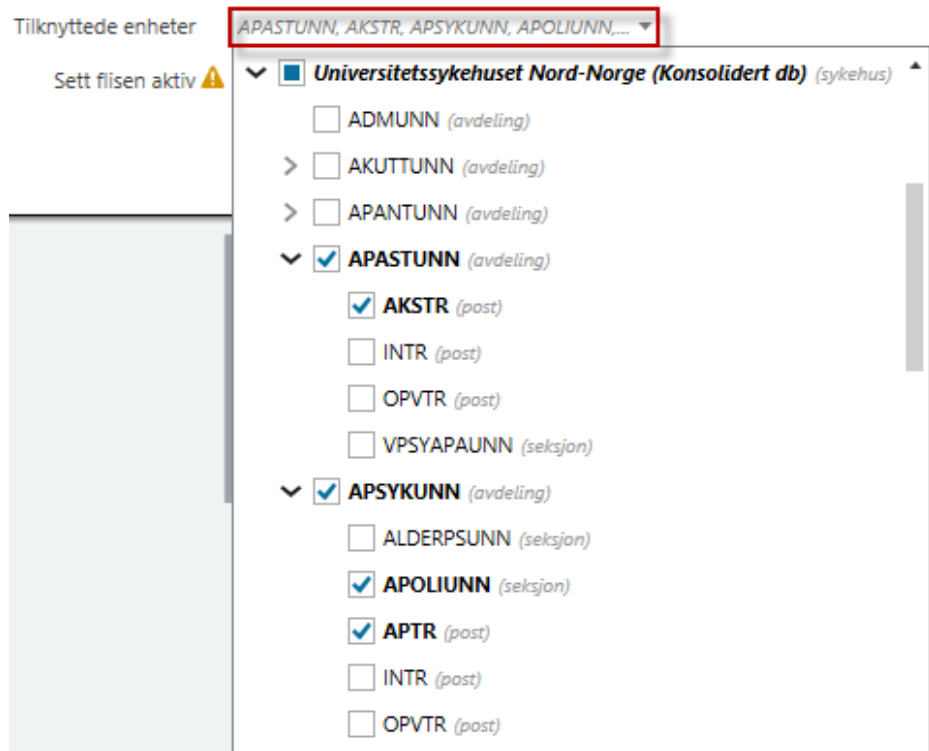 Tilknyttede enheter APASTUNN, AKSTR, APSYKUNN, APOLIUNN,...
Sett flisen aktiv
Universitetssykehuset Nord-Norge (Konsolidert db) (sykehus)
ADMUNN (avdeling)
AKUTTUNN (avdeling)
APANTUNN (avdeling)
APASTUNN (avdeling)
AKSTR (post)
INTR (post)
OPVTR (post)
VPSYAPAUNN (seksjon)
APSYKUNN (avdeling)
ALDERPSUNN (seksjon)
APOLIUNN (seksjon)
APTR (post)
INTR (post)
OPVTR (post)